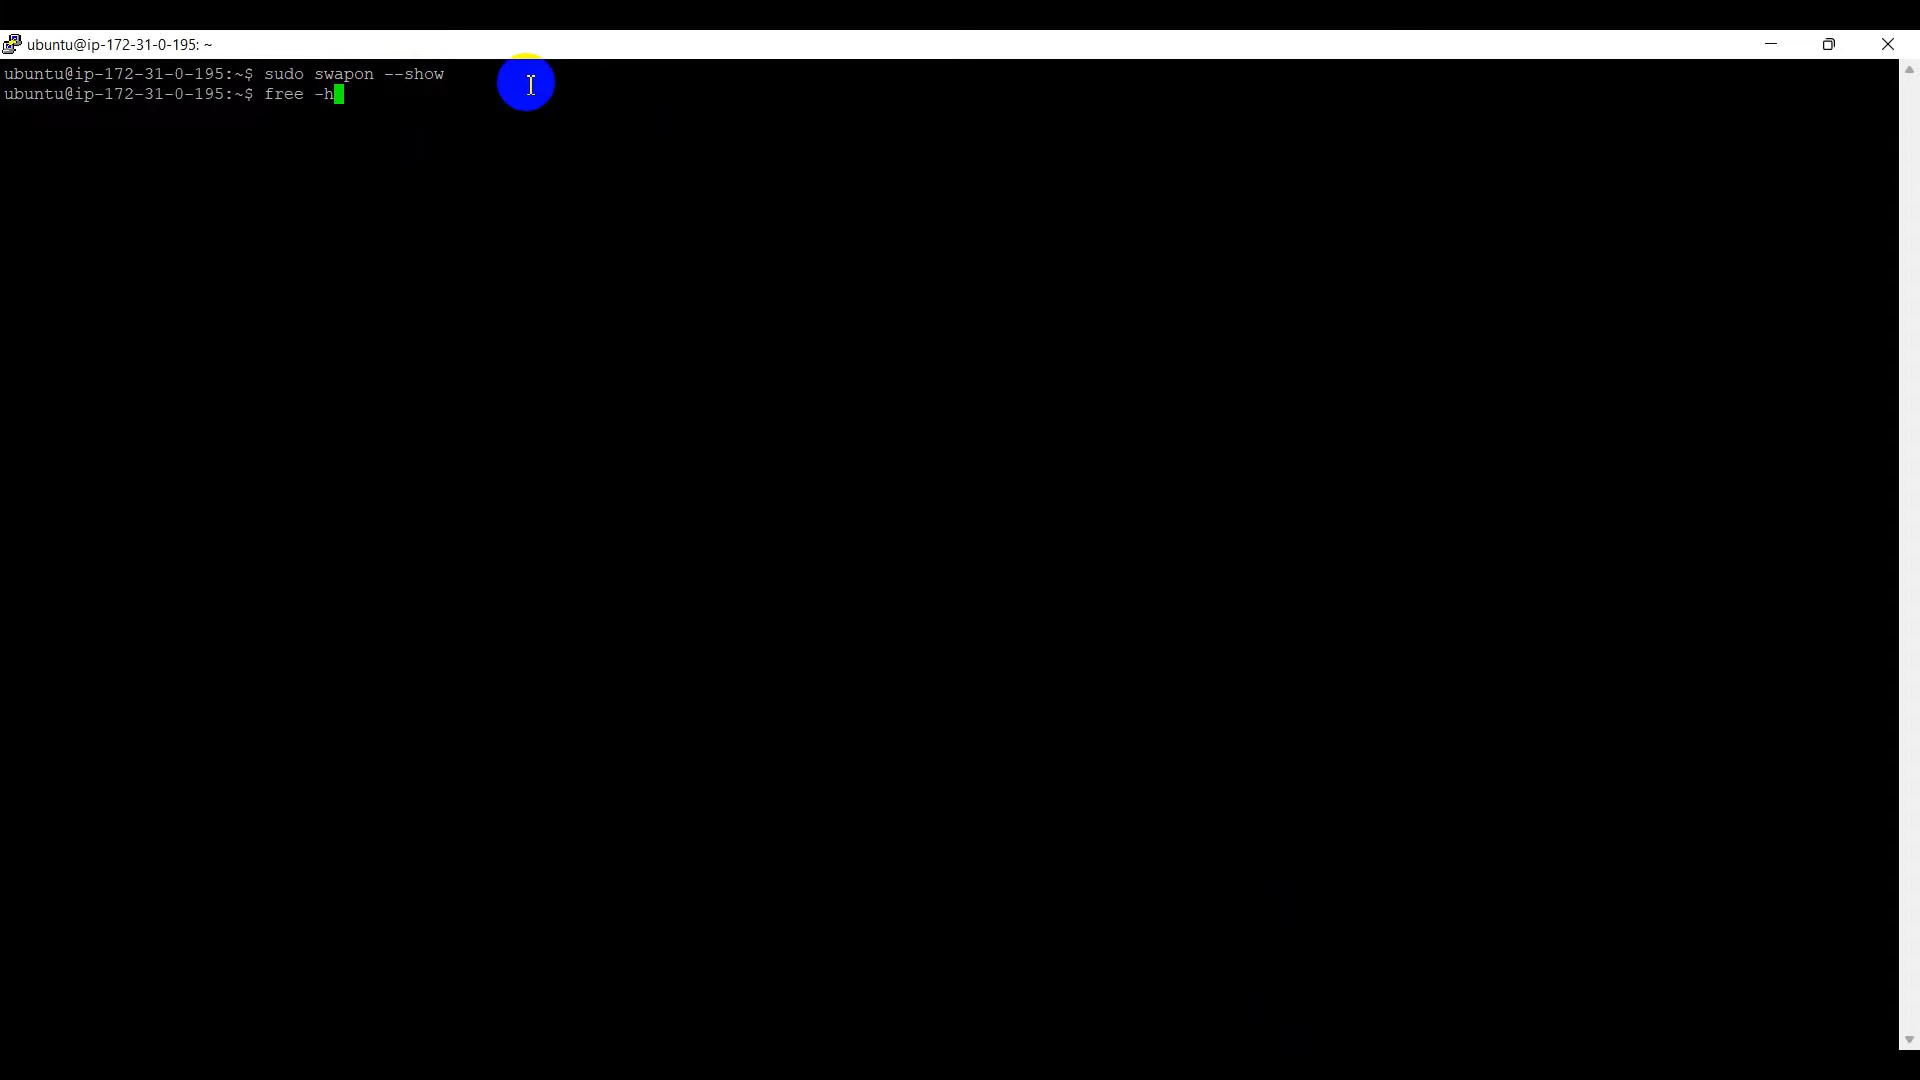 ubuntu@ip-172-31-0-195: ~
ubuntu@ip-172-31-0-195:~$ sudo swapon --show
ubuntu@ip-172-31-0-195:~$ free -h